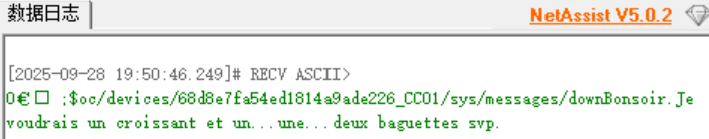 数据日志 NetAssist V5.0.2
[2025-09-28 19:50:46.249]# RECV ASCII>
0€□ ;$oc/devices/68d8e7fa54ed1814a9ade226_CC01/sys/messages/downBonsoir.Je
voudrais un croissant et un...une...deux baguettes svp.